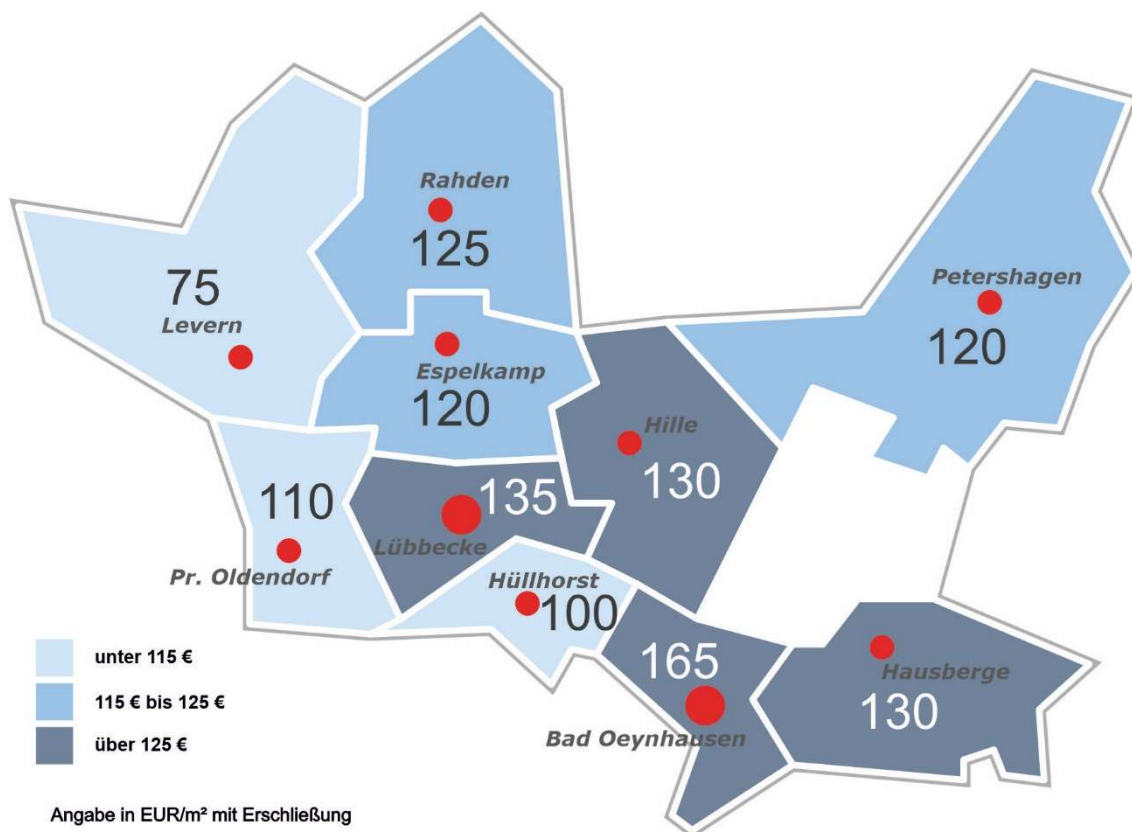 Rahden
125
75
Levern
Petershagen
120
Espelkamp
120
Hille
130
110
135
Lübbecke
Pr. Oldendorf
Hüllhorst
100
165
Bad Oeynhausen
Hausberge
130
unter 115 €
115 € bis 125 €
über 125 €
Angabe in EUR/m² mit Erschließung